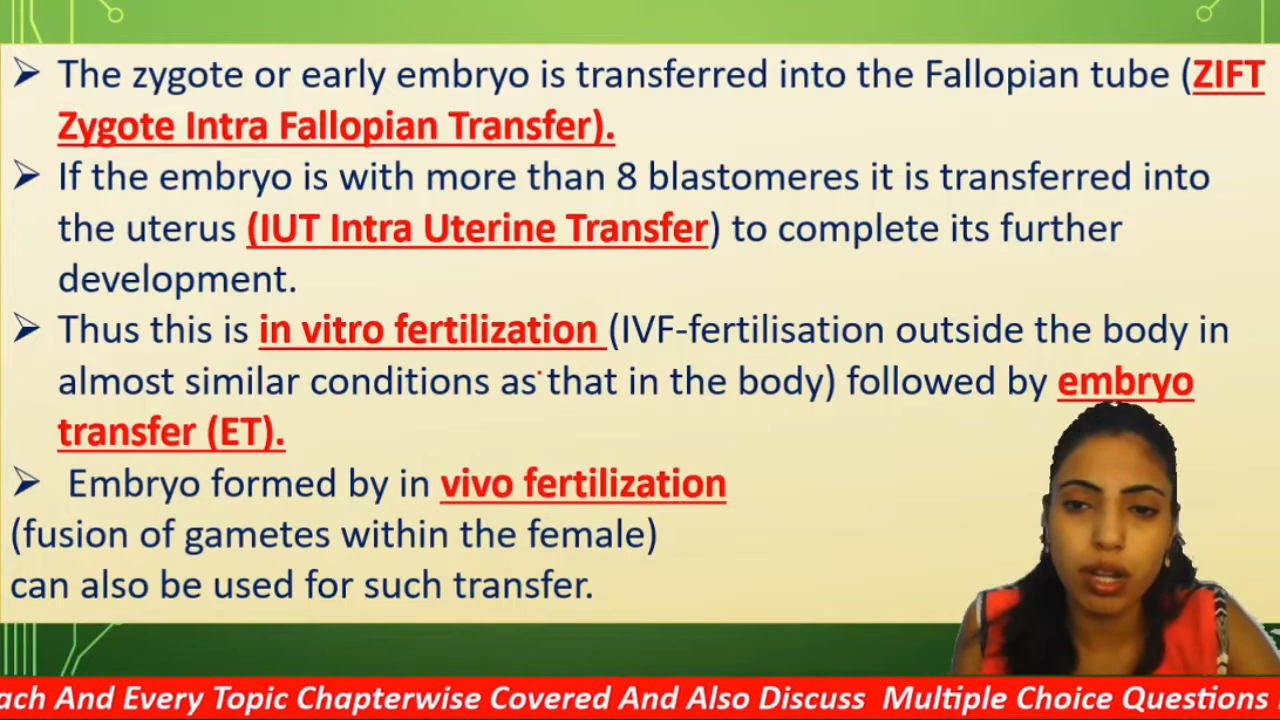 ➢ The zygote or early embryo is transferred into the Fallopian tube (ZIFT
Zygote Intra Fallopian Transfer).
➢ If the embryo is with more than 8 blastomeres it is transferred into
the uterus (IUT Intra Uterine Transfer) to complete its further
development.
➢ Thus this is in vitro fertilization (IVF-fertilisation outside the body in
almost similar conditions as that in the body) followed by embryo
transfer (ET).
➢ Embryo formed by in vivo fertilization
(fusion of gametes within the female)
can also be used for such transfer.
ach And Every Topic Chapterwise Covered And Also Discuss Multiple Choice Questions